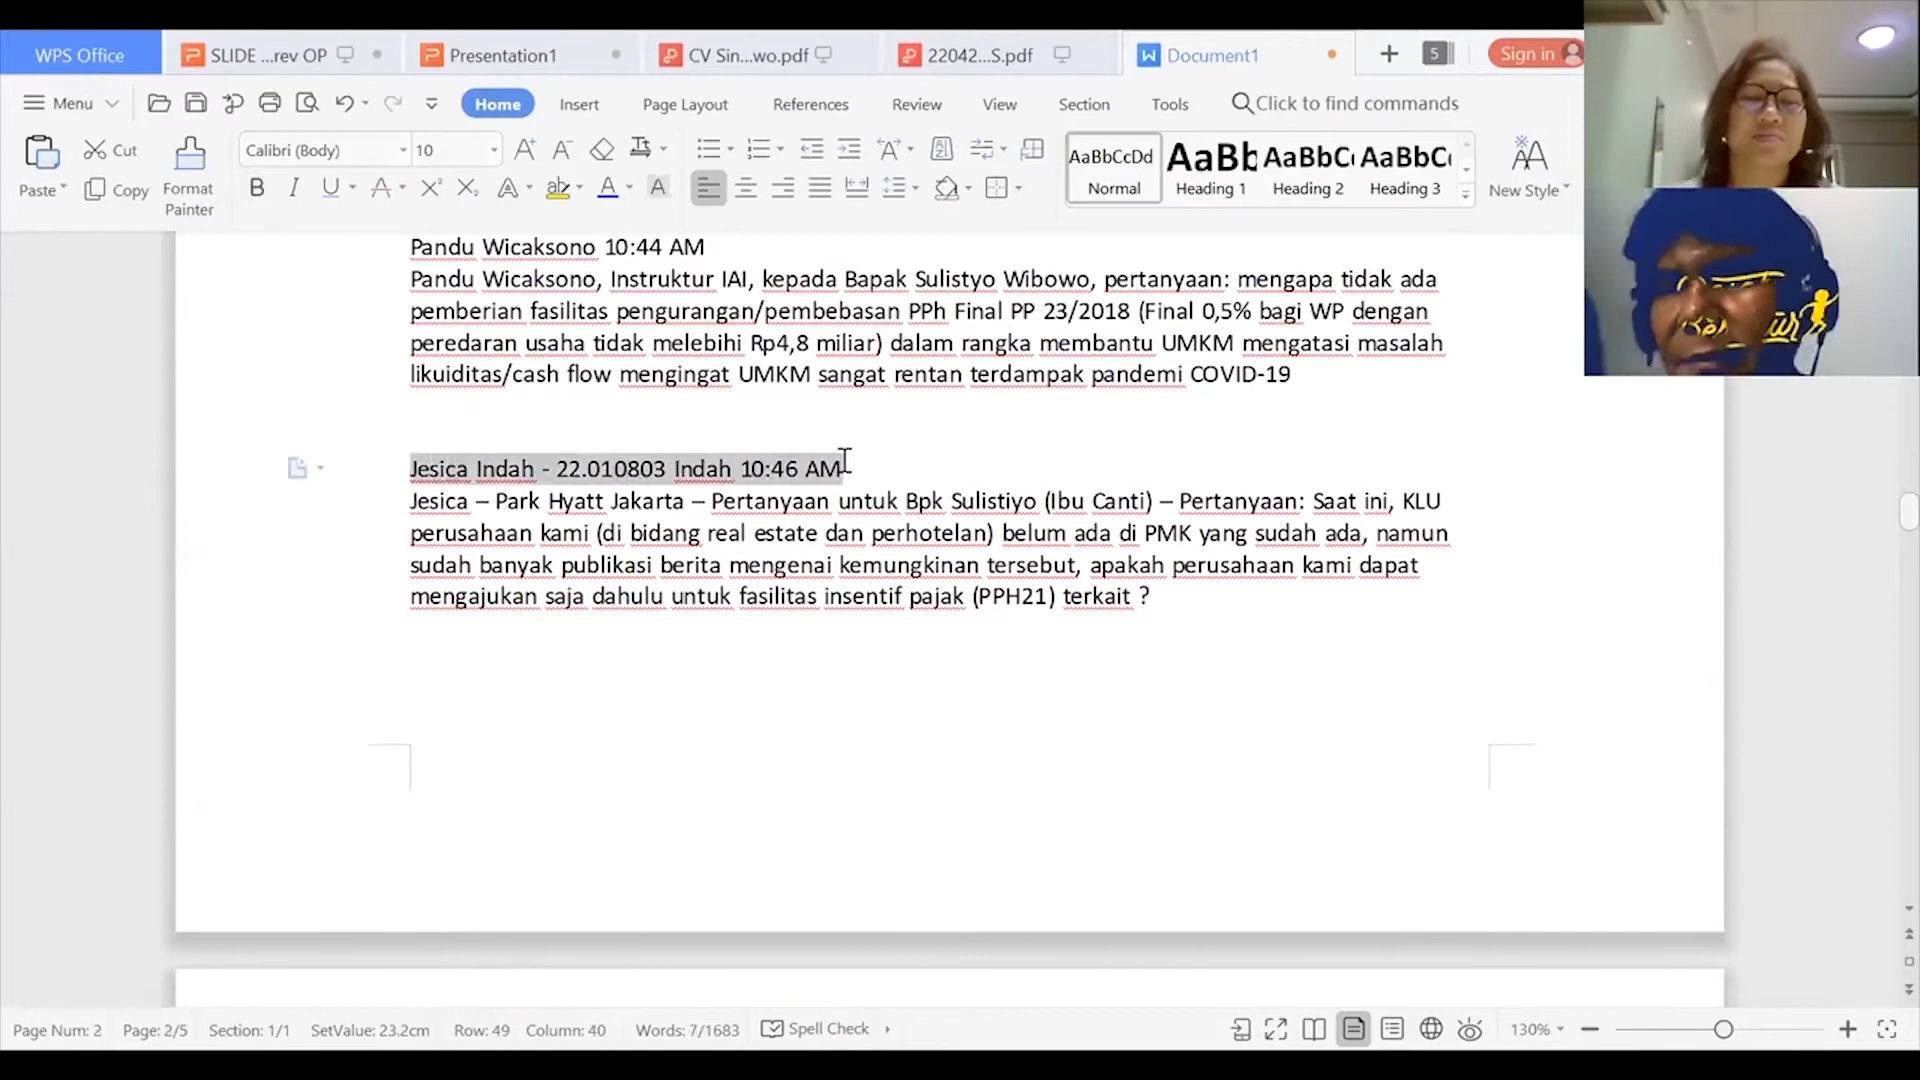 WPS Office
SLIDE ...rev OP
Presentation1
CV Sin...wo.pdf
22042...S.pdf
Document1
5
Sign in
Menu
Home
Insert
Page Layout
References
Review
View
Section
Tools
Click to find commands
Paste
Cut
Copy
Format
Painter
Calibri (Body)
10
AaBbCcDd
Normal
AaBb
Heading 1
AaBbC
Heading 2
AaBbC
Heading 3
New Style
Pandu Wicaksono 10:44 AM
Pandu Wicaksono, Instruktur IAI, kepada Bapak Sulistyo Wibowo, pertanyaan: mengapa tidak ada
pemberian fasilitas pengurangan/pembebasan PPh Final PP 23/2018 (Final 0,5% bagi WP dengan
peredaran usaha tidak melebihi Rp4,8 miliar) dalam rangka membantu UMKM mengatasi masalah
likuiditas/cash flow mengingat UMKM sangat rentan terdampak pandemi COVID-19
Jesica Indah - 22.010803 Indah 10:46 AM
Jesica – Park Hyatt Jakarta – Pertanyaan untuk Bpk Sulistiyo (Ibu Canti) – Pertanyaan: Saat ini, KLU
perusahaan kami (di bidang real estate dan perhotelan) belum ada di PMK yang sudah ada, namun
sudah banyak publikasi berita mengenai kemungkinan tersebut, apakah perusahaan kami dapat
mengajukan saja dahulu untuk fasilitas insentif pajak (PPH21) terkait ?
Page Num: 2
Page: 2/5
Section: 1/1
SetValue: 23.2cm
Row: 49
Column: 40
Words: 7/1683
Spell Check
130%